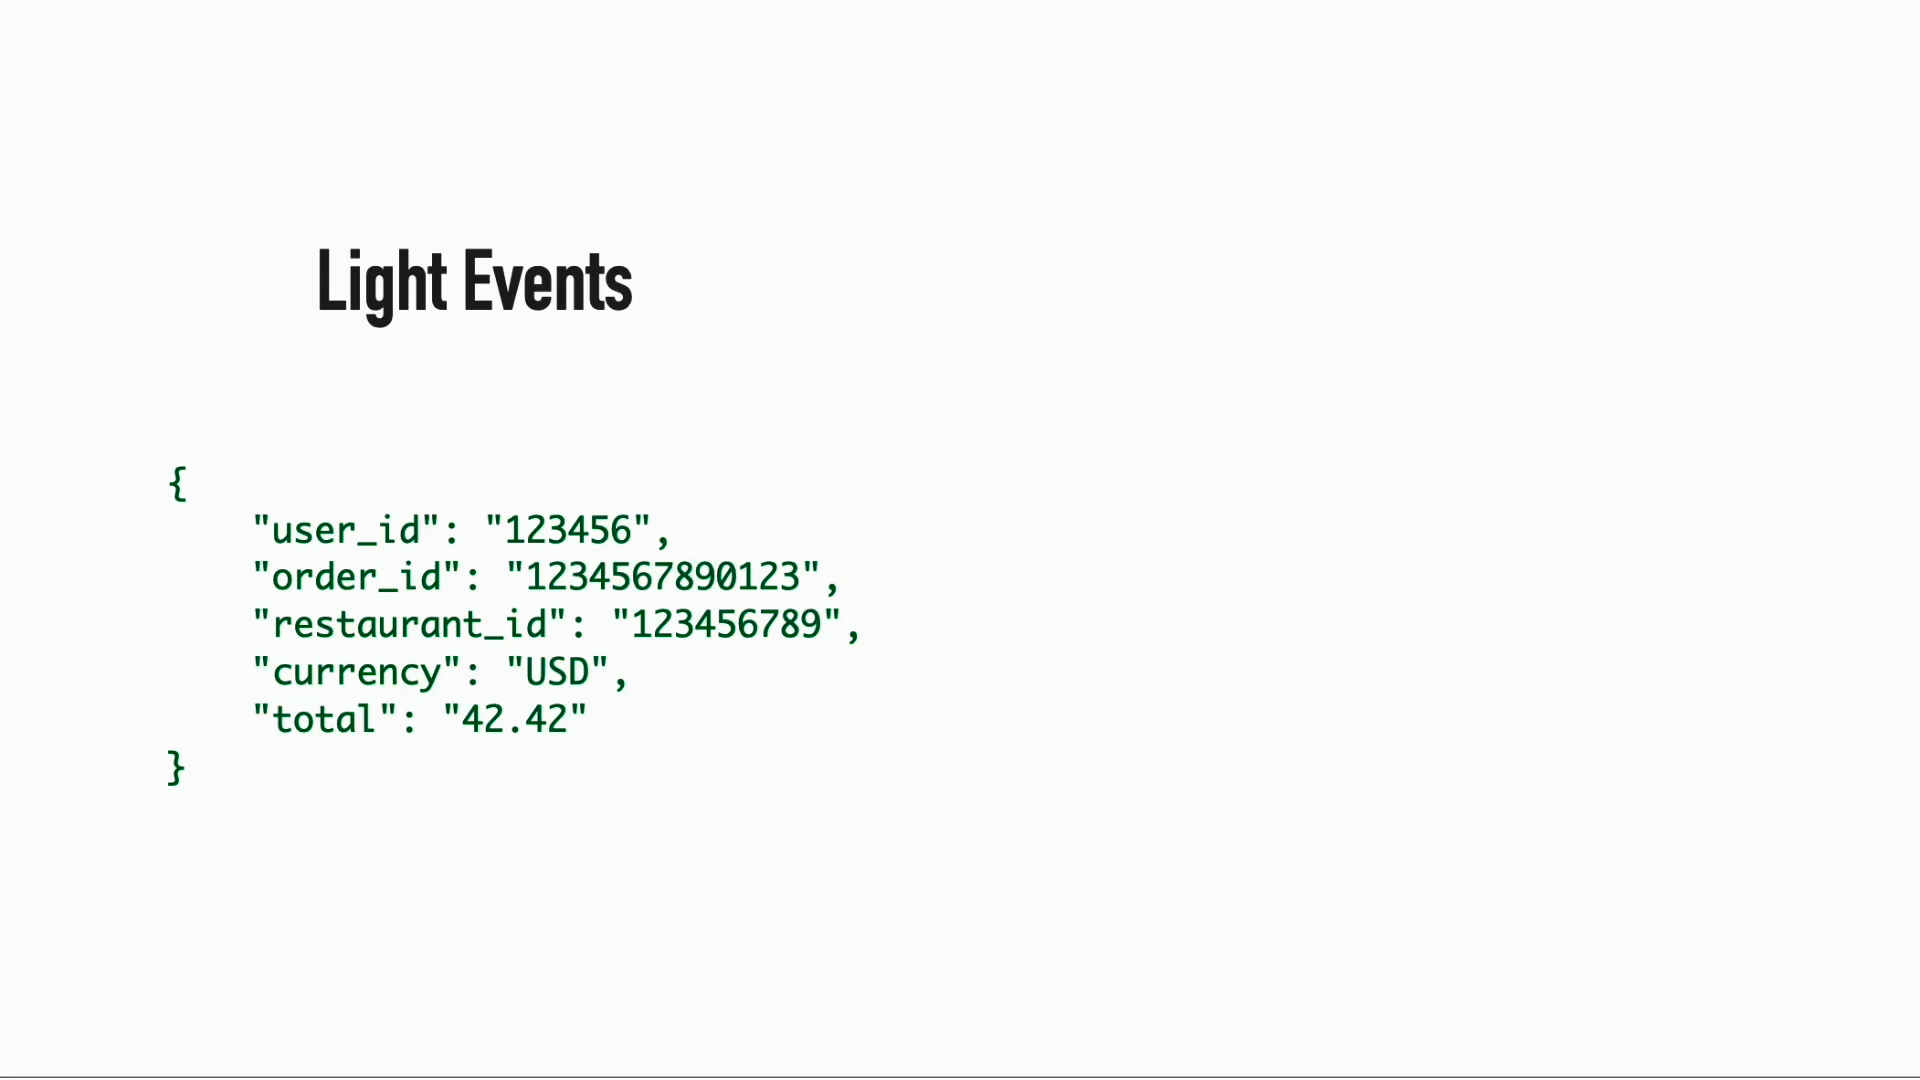 Light Events
{
"user_id": "123456",
"order_id": "1234567890123",
"restaurant_id": "123456789",
"currency": "USD",
"total": "42.42"
}